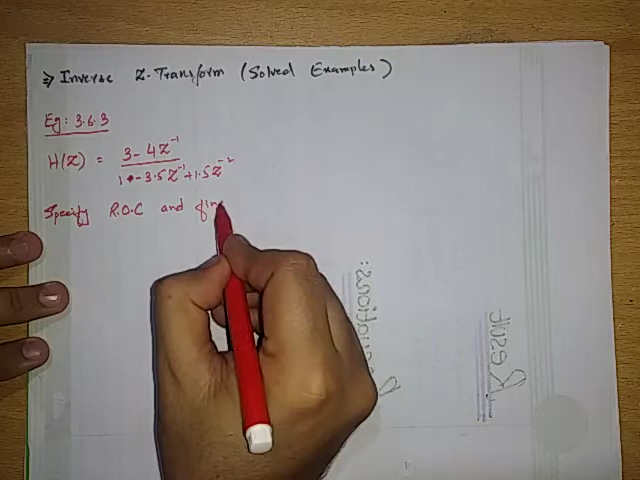 ⇒ Inverse Z-Transform (Solved Examples)
Eg: 3.6.3
H(Z) = 3 - 4Z⁻¹ / 1 - 3.5Z⁻¹ + 1.5Z⁻²
Specify R.O.C and fin